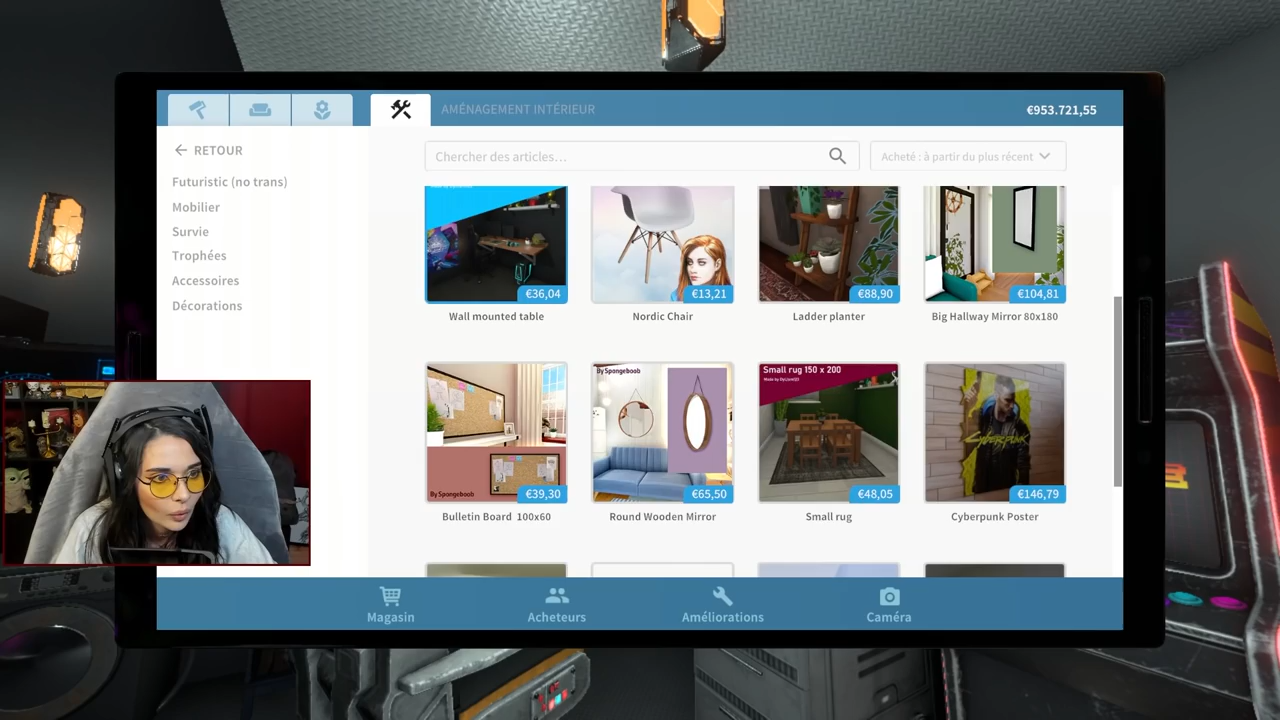 AMÉNAGEMENT INTÉRIEUR
€953.721,55
RETOUR
Chercher des articles...
Acheté : à partir du plus récent
Futuristic (no trans)
Mobilier
Survie
Trophées
Accessoires
Décorations
€36,04
€13,21
€88,90
€104,81
Wall mounted table
Nordic Chair
Ladder planter
Big Hallway Mirror 80x180
By Spongeboob
Small rug 150 x 200
Made by DyLionVJD
CYBERPUNK
By Spongeboob
€39,30
€65,50
€48,05
€146,79
Bulletin Board 100x60
Round Wooden Mirror
Small rug
Cyberpunk Poster
Magasin
Acheteurs
Améliorations
Caméra